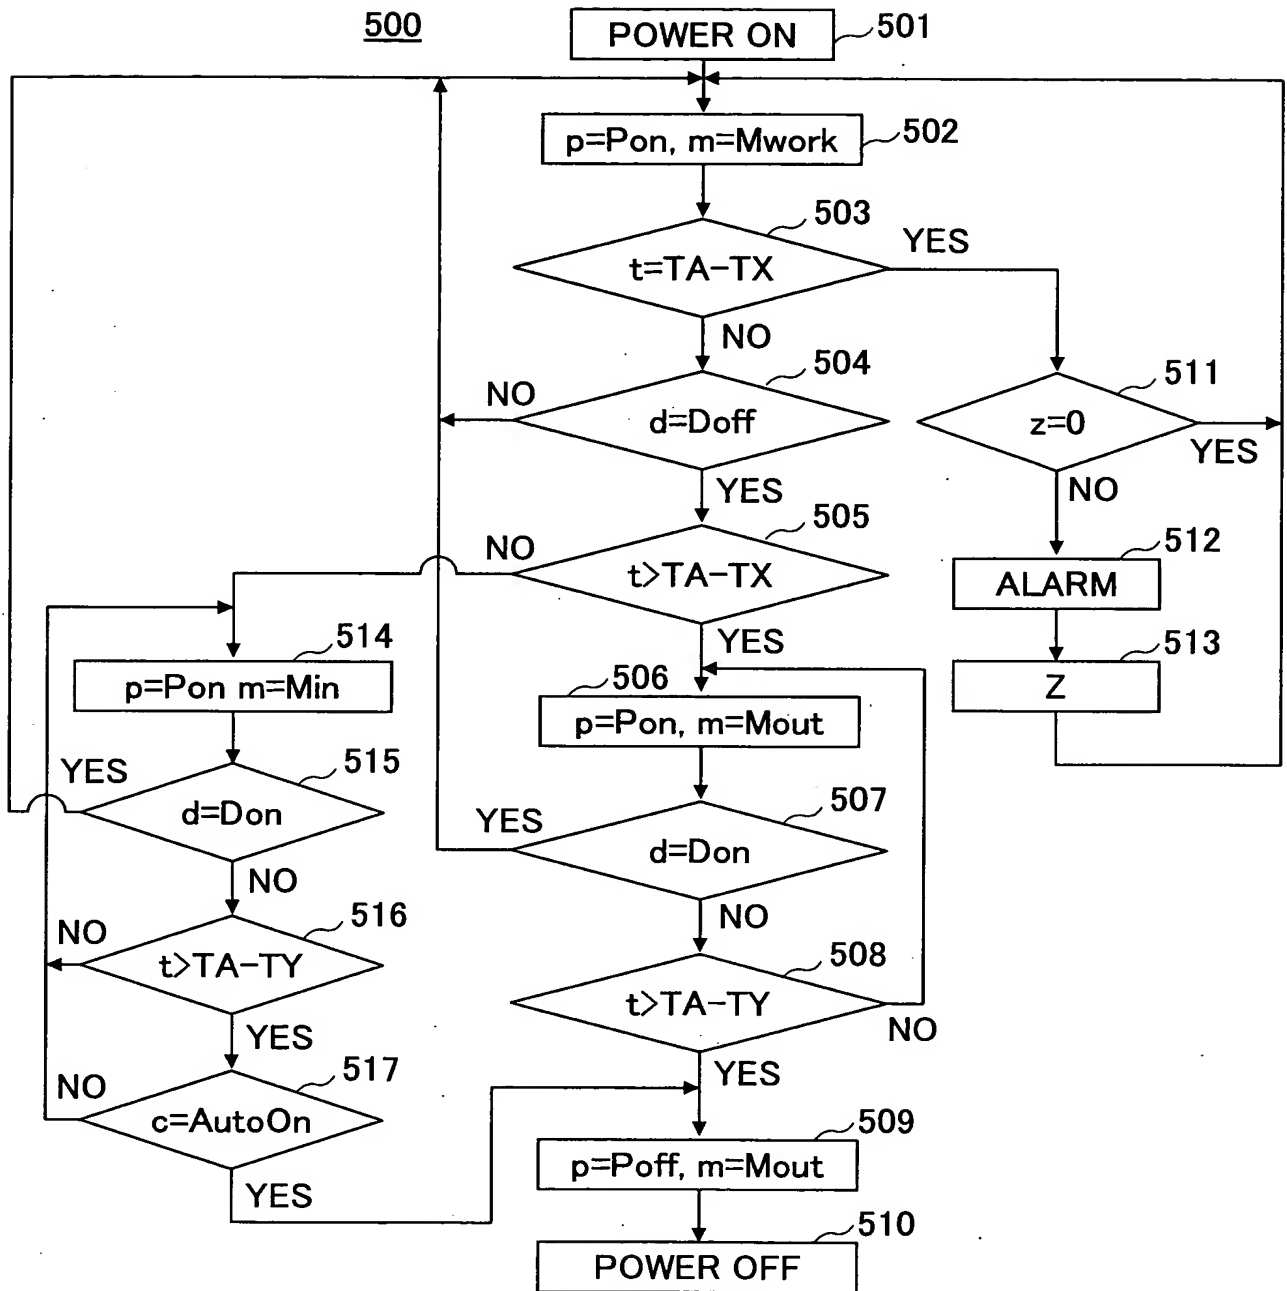 500
POWER ON
501
p=Pon, m=Mwork
502
503
t=TA-TX
YES
NO
504
NO
d=Doff
YES
511
z=0
YES
NO
505
NO
t>TA-TX
YES
512
ALARM
513
Z
514
p=Pon m=Min
506
p=Pon, m=Mout
515
YES
d=Don
NO
507
YES
d=Don
NO
516
NO
t>TA-TY
YES
508
t>TA-TY
NO
YES
517
NO
c=AutoOn
YES
509
p=Poff, m=Mout
510
POWER OFF